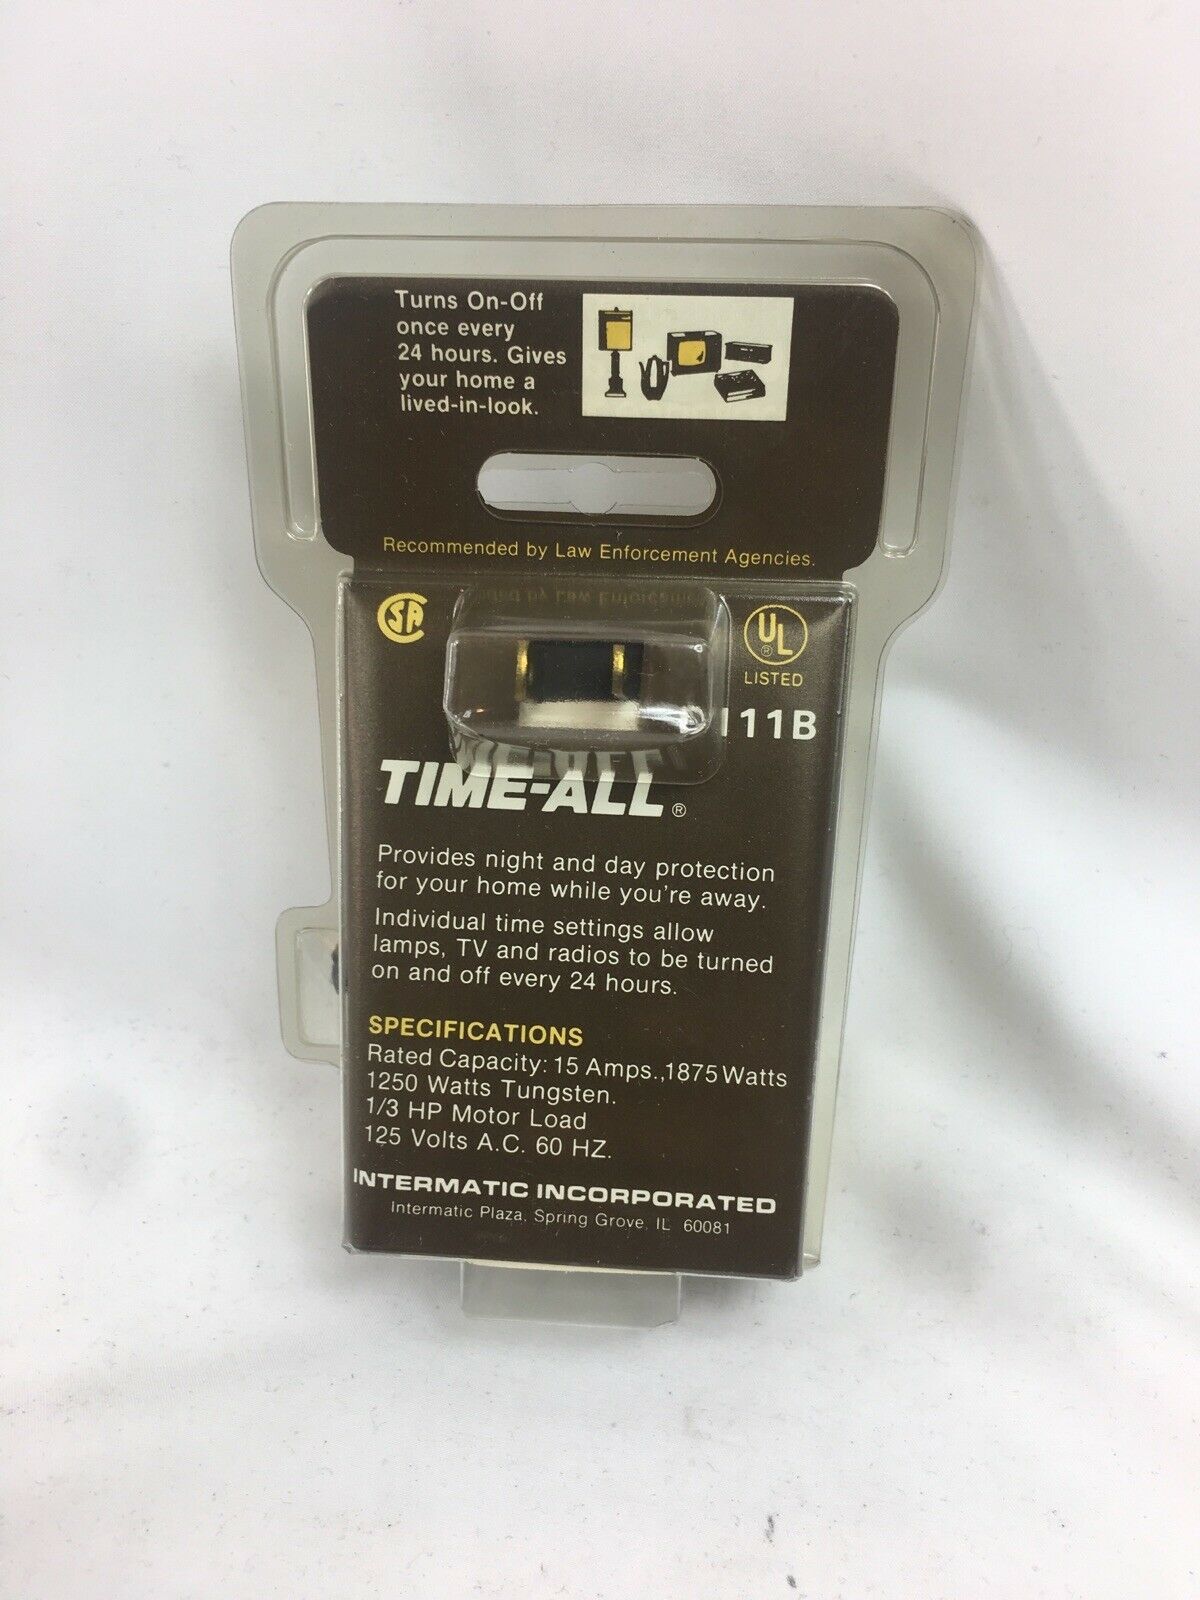 Turns On-Off
once every
24 hours. Gives
your home a
lived-in-look.
Recommended by Law Enforcement Agencies.
CSA
UL ®
LISTED
111B
TIME-ALL®
Provides night and day protection
for your home while you're away.
Individual time settings allow
lamps, TV and radios to be turned
on and off every 24 hours.
SPECIFICATIONS
Rated Capacity: 15 Amps.,1875 Watts
1250 Watts Tungsten.
1/3 HP Motor Load
125 Volts A.C. 60 HZ.
INTERMATIC INCORPORATED
Intermatic Plaza, Spring Grove, IL 60081